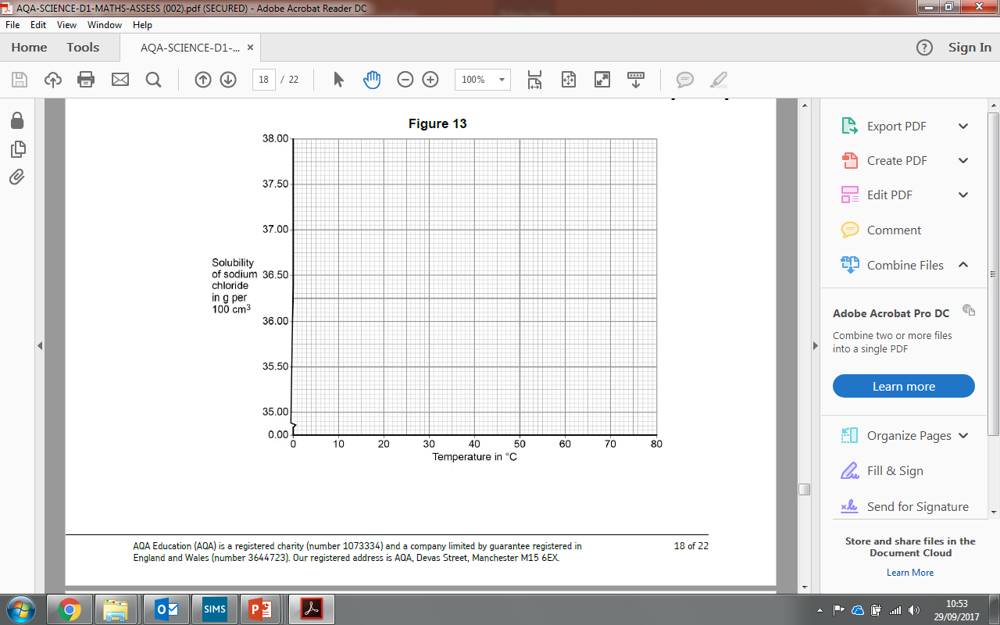 AQA-SCIENCE-D1-MATHS-ASSESS (002).pdf (SECURED) - Adobe Acrobat Reader DC
File Edit View Window Help
Home Tools AQA-SCIENCE-D1-... × ? Sign In
18 / 22 100%
Figure 13
38.00
37.50
37.00
36.50
36.00
35.50
35.00
0.00
Solubility
of sodium
chloride
in g per
100 cm³
0 10 20 30 40 50 60 70 80
Temperature in °C
AQA Education (AQA) is a registered charity (number 1073334) and a company limited by guarantee registered in
England and Wales (number 3644723). Our registered address is AQA, Devas Street, Manchester M15 6EX.
18 of 22
Export PDF
Create PDF
Edit PDF
Comment
Combine Files
Adobe Acrobat Pro DC
Combine two or more files
into a single PDF
Learn more
Organize Pages
Fill & Sign
Send for Signature
Store and share files in the
Document Cloud
Learn More
SIMS
10:53
29/09/2017